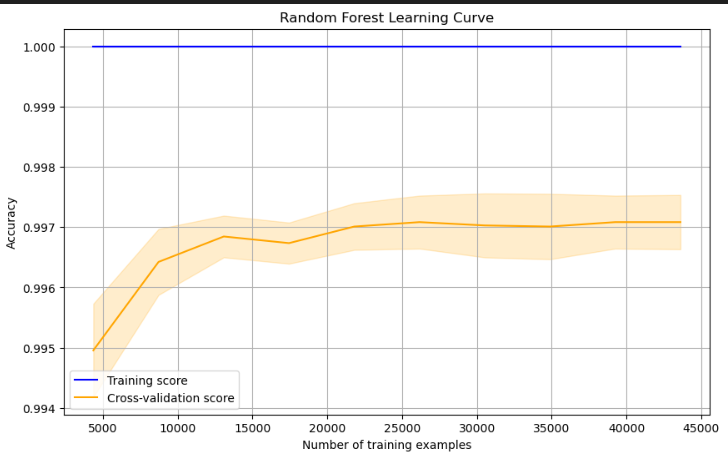 Random Forest Learning Curve
1.000
0.999
0.998
0.997
0.996
0.995
0.994
Accuracy
Training score
Cross-validation score
5000 10000 15000 20000 25000 30000 35000 40000 45000
Number of training examples